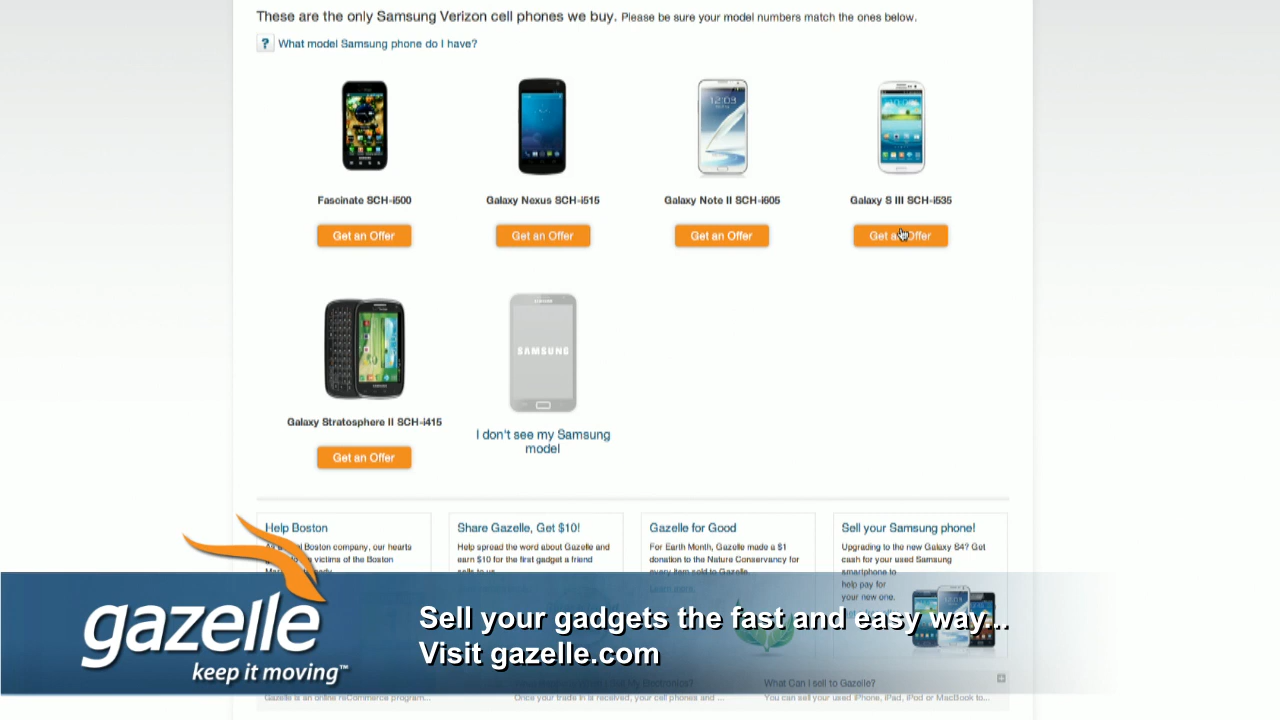 These are the only Samsung Verizon cell phones we buy. Please be sure your model numbers match the ones below.
? What model Samsung phone do I have?
12:03
Fascinate SCH-i500
Galaxy Nexus SCH-i515
Galaxy Note II SCH-i605
Galaxy S III SCH-i535
Get an Offer
Get an Offer
Get an Offer
Get an Offer
SAMSUNG
Galaxy Stratosphere II SCH-i415
I don't see my Samsung
model
Get an Offer
Help Boston
Boston company, our hearts
victims of the Boston
Share Gazelle, Get $10!
Help spread the word about Gazelle and
earn $10 for the first gadget a friend
sells to us.
Gazelle for Good
For Earth Month, Gazelle made a $1
donation to the Nature Conservancy for
every item sold to Gazelle.
Learn more.
Sell your Samsung phone!
Upgrading to the new Galaxy S4? Get
cash for your used Samsung
smartphone to
help pay for
your new one.
gazelle
keep it moving™
Sell your gadgets the fast and easy way...
Visit gazelle.com
What Can I sell to Gazelle?
Gazelle is an online reCommerce program...
Once your trade in is received, your cell phones and ...
You can sell your used iPhone, iPad, iPod or MacBook to...